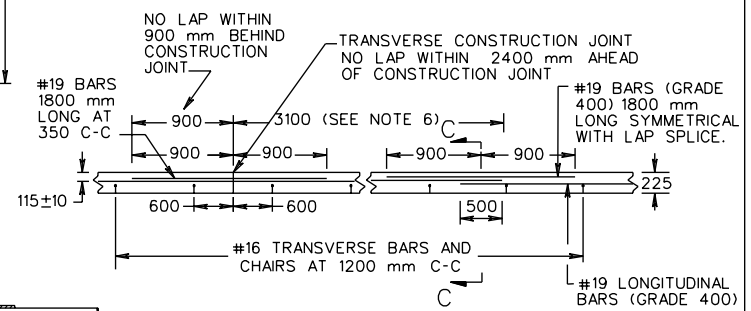 NO LAP WITHIN
900 mm BEHIND
CONSTRUCTION
JOINT
TRANSVERSE CONSTRUCTION JOINT
NO LAP WITHIN 2400 mm AHEAD
OF CONSTRUCTION JOINT
#19 BARS
1800 mm
LONG AT
350 C-C
#19 BARS (GRADE
400) 1800 mm
LONG SYMMETRICAL
WITH LAP SPLICE.
900
3100 (SEE NOTE 6)
C
900
900
900
900
225
115±10
600
600
500
#16 TRANSVERSE BARS AND
CHAIRS AT 1200 mm C-C
C
#19 LONGITUDINAL
BARS (GRADE 400)